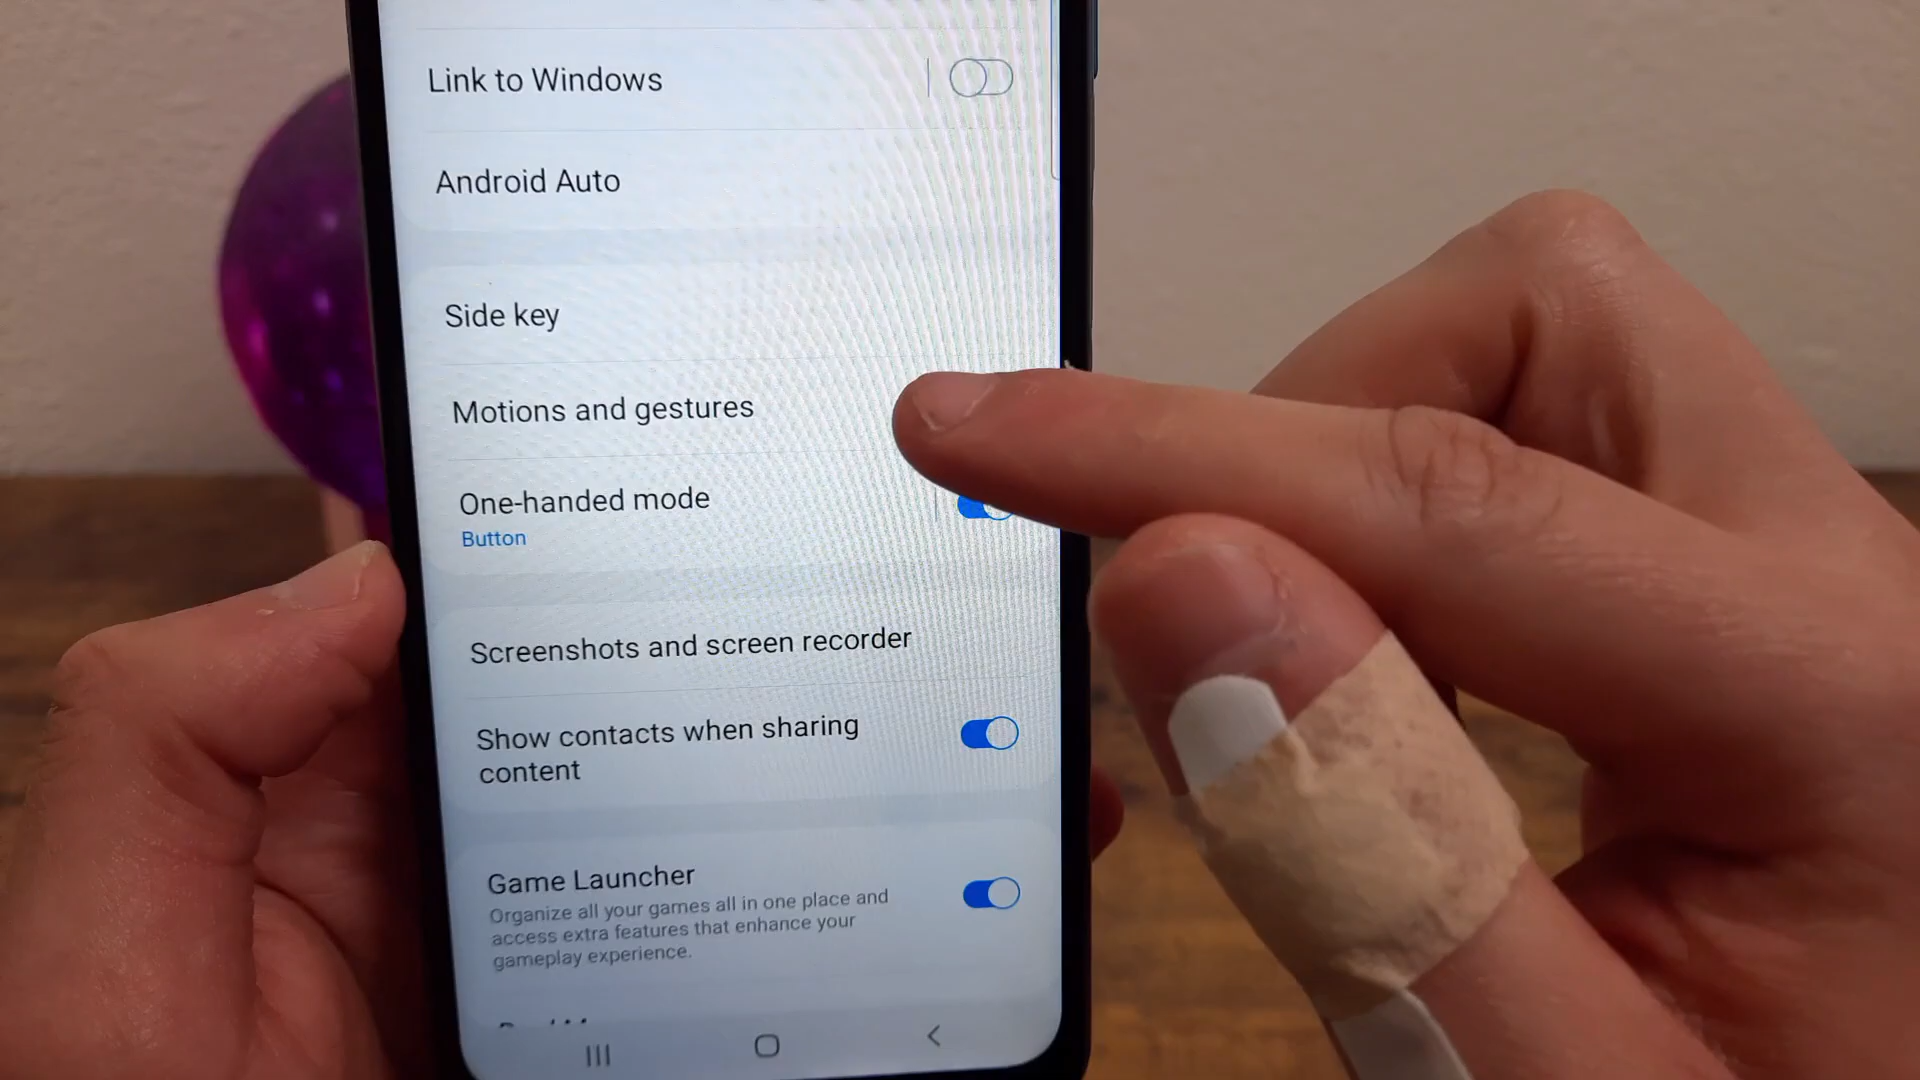 Link to Windows
Android Auto
Side key
Motions and gestures
One-handed mode
Button
Screenshots and screen recorder
Show contacts when sharing
content
Game Launcher
Organize all your games all in one place and
access extra features that enhance your
gameplay experience.